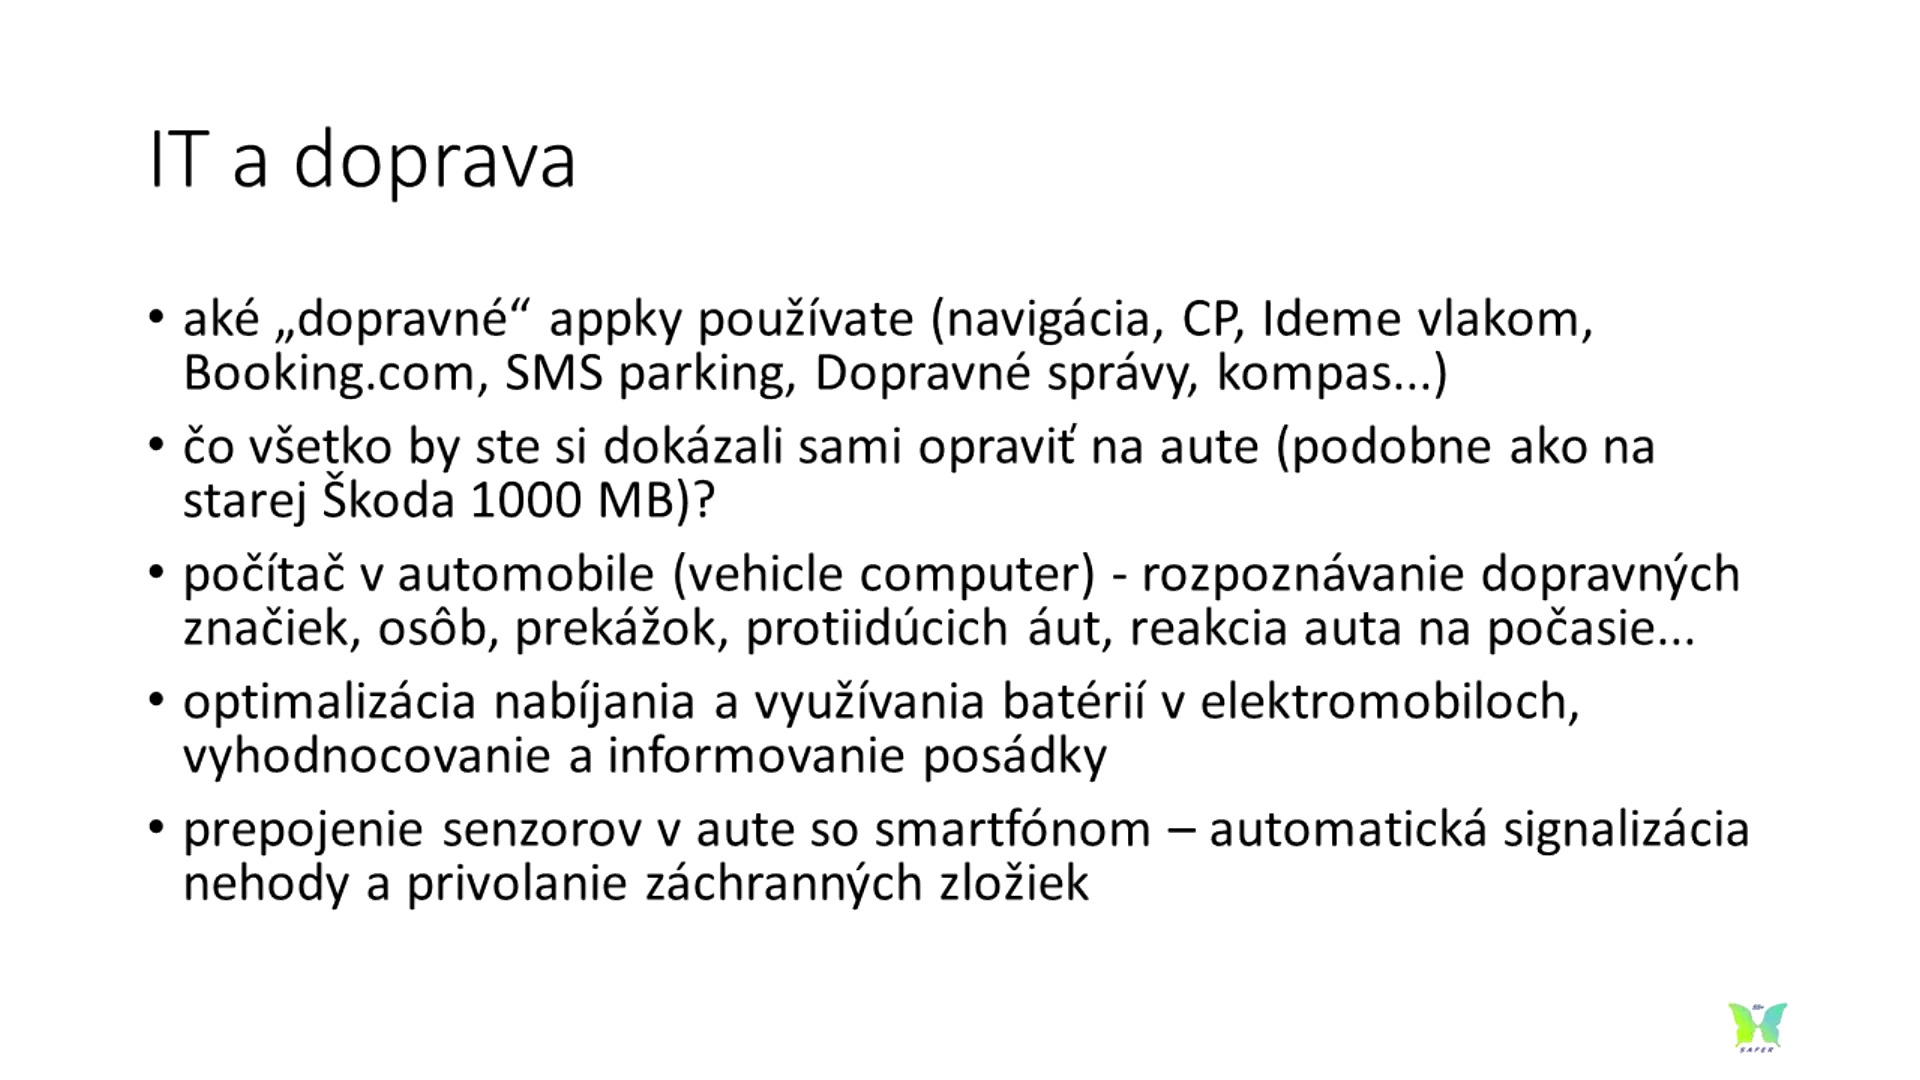 IT a doprava
• aké „dopravné“ appky používate (navigácia, CP, Ideme vlakom,
Booking.com, SMS parking, Dopravné správy, kompas...)
• čo všetko by ste si dokázali sami opraviť na aute (podobne ako na
starej Škoda 1000 MB)?
• počítač v automobile (vehicle computer) - rozpoznávanie dopravných
značiek, osôb, prekážok, protiidúcich áut, reakcia auta na počasie...
• optimalizácia nabíjania a využívania batérií v elektromobiloch,
vyhodnocovanie a informovanie posádky
• prepojenie senzorov v aute so smartfónom – automatická signalizácia
nehody a privolanie záchranných zložiek
SAFER